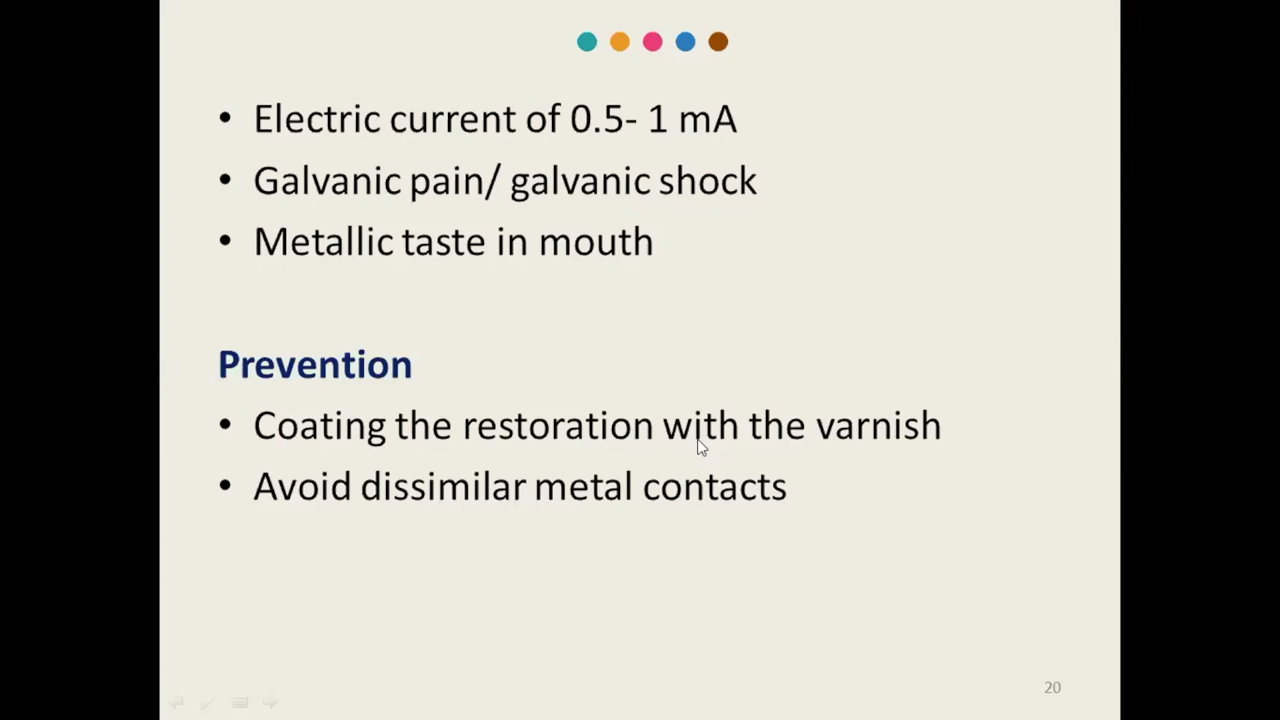 • Electric current of 0.5- 1 mA
• Galvanic pain/ galvanic shock
• Metallic taste in mouth
Prevention
• Coating the restoration with the varnish
• Avoid dissimilar metal contacts
20